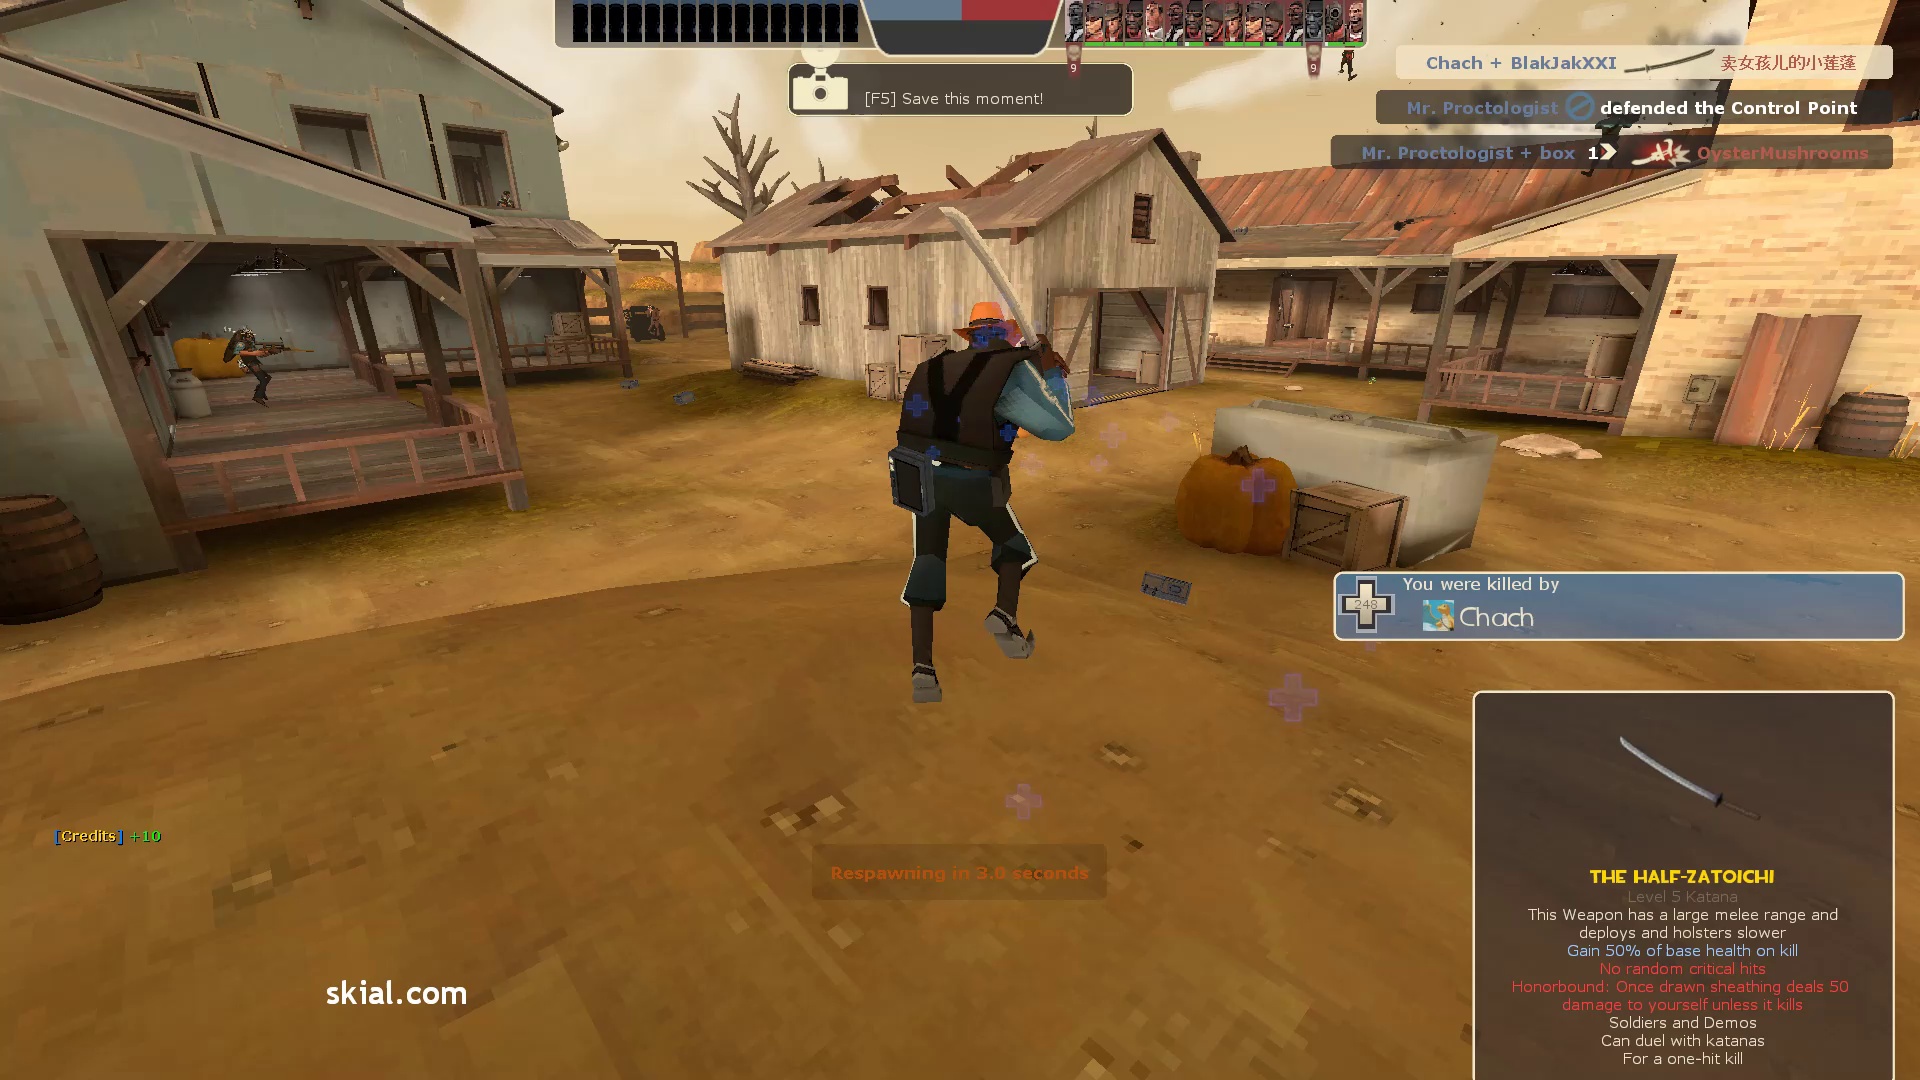 9
9
[F5] Save this moment!
Chach + BlakJakXXI 卖女孩儿的小莲蓬
Mr. Proctologist defended the Control Point
Mr. Proctologist + box 1 OysterMushrooms
You were killed by
248
Chach
[Credits] +10
Respawning in 3.0 seconds
skial.com
THE HALF-ZATOICHI
Level 5 Katana
This Weapon has a large melee range and
deploys and holsters slower
Gain 50% of base health on kill
No random critical hits
Honorbound: Once drawn sheathing deals 50
damage to yourself unless it kills
Soldiers and Demos
Can duel with katanas
For a one-hit kill